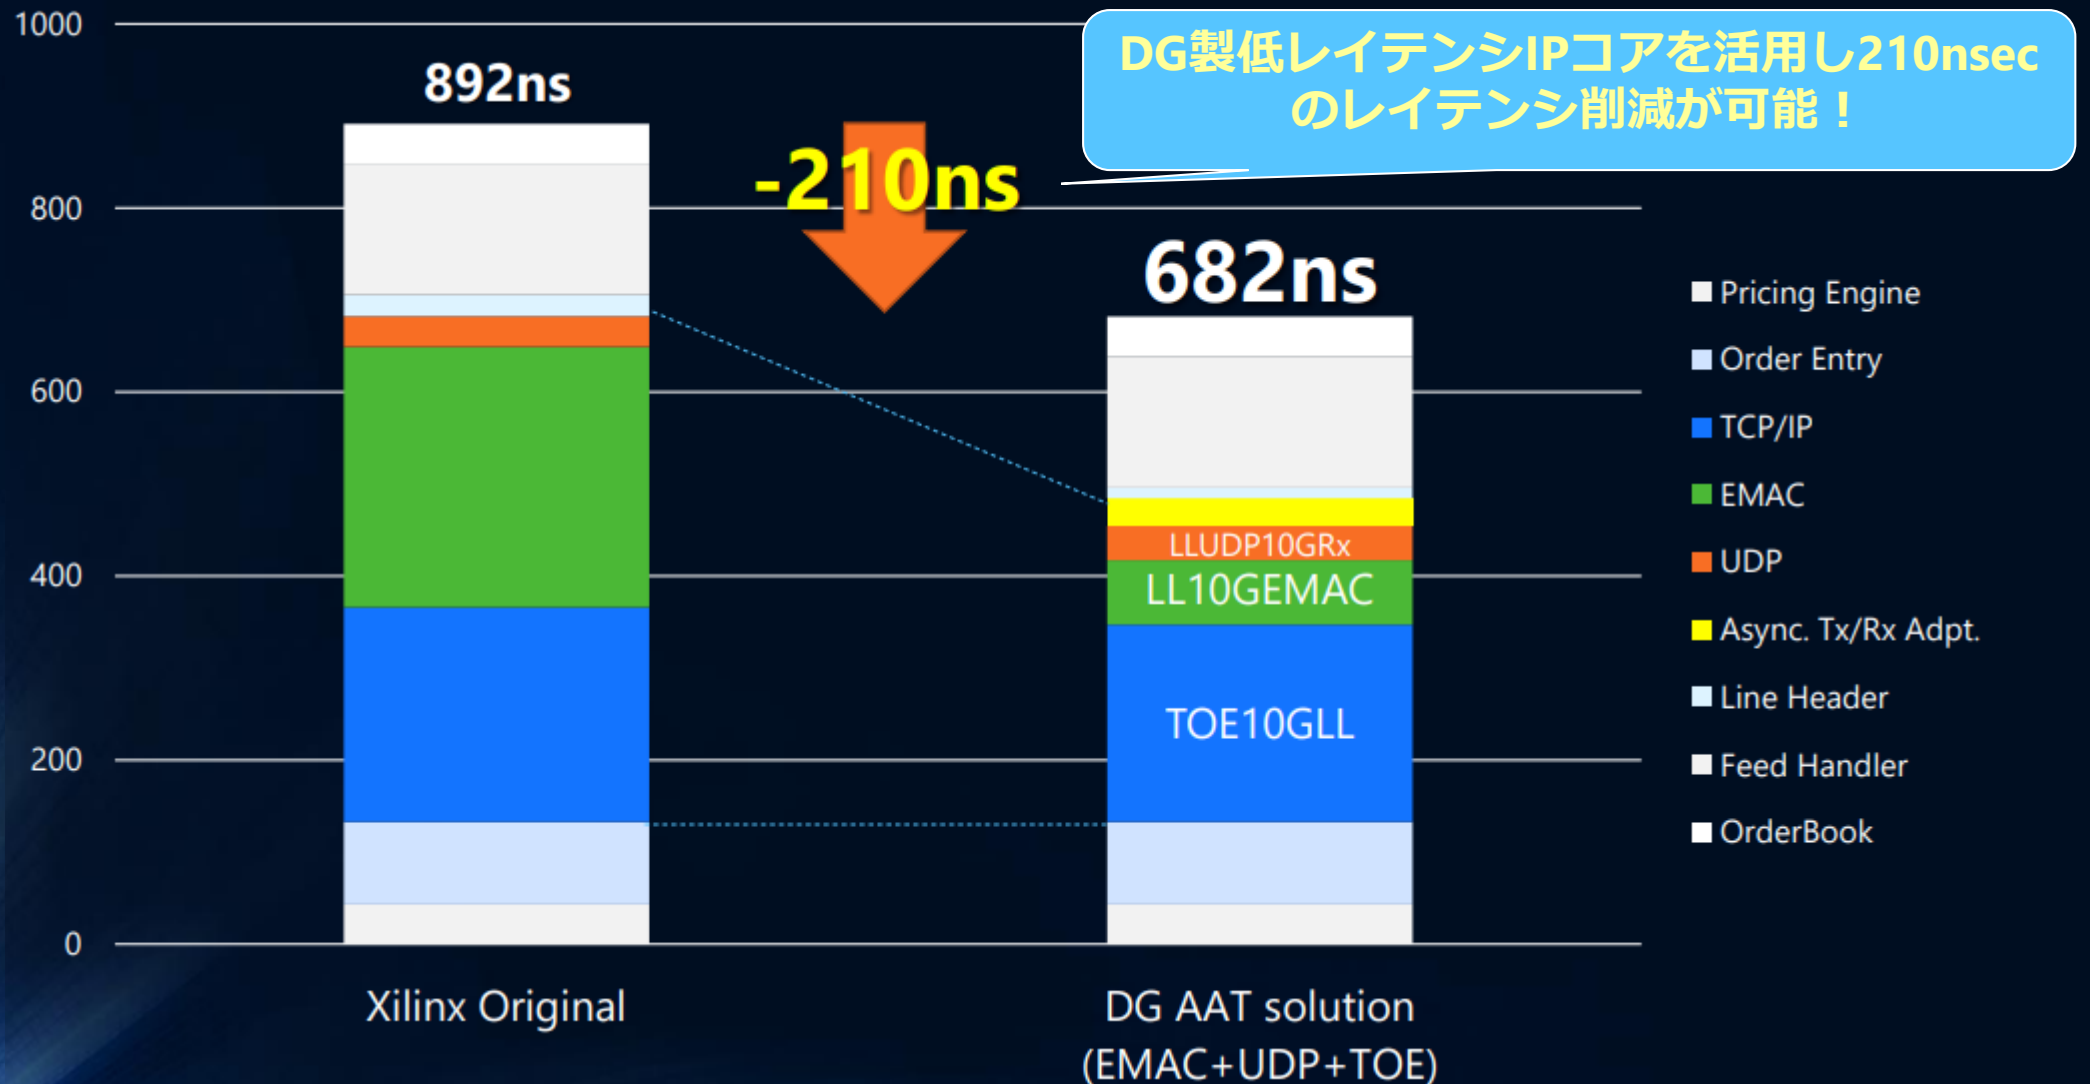 1000
800
600
400
200
0
892ns
-210ns
DG製低レイテンシIPコアを活用し210nsec
のレイテンシ削減が可能！
682ns
LLUDP10GRx
LL10GEMAC
TOE10GLL
Xilinx Original
DG AAT solution
(EMAC+UDP+TOE)
Pricing Engine
Order Entry
TCP/IP
EMAC
UDP
Async. Tx/Rx Adpt.
Line Header
Feed Handler
OrderBook